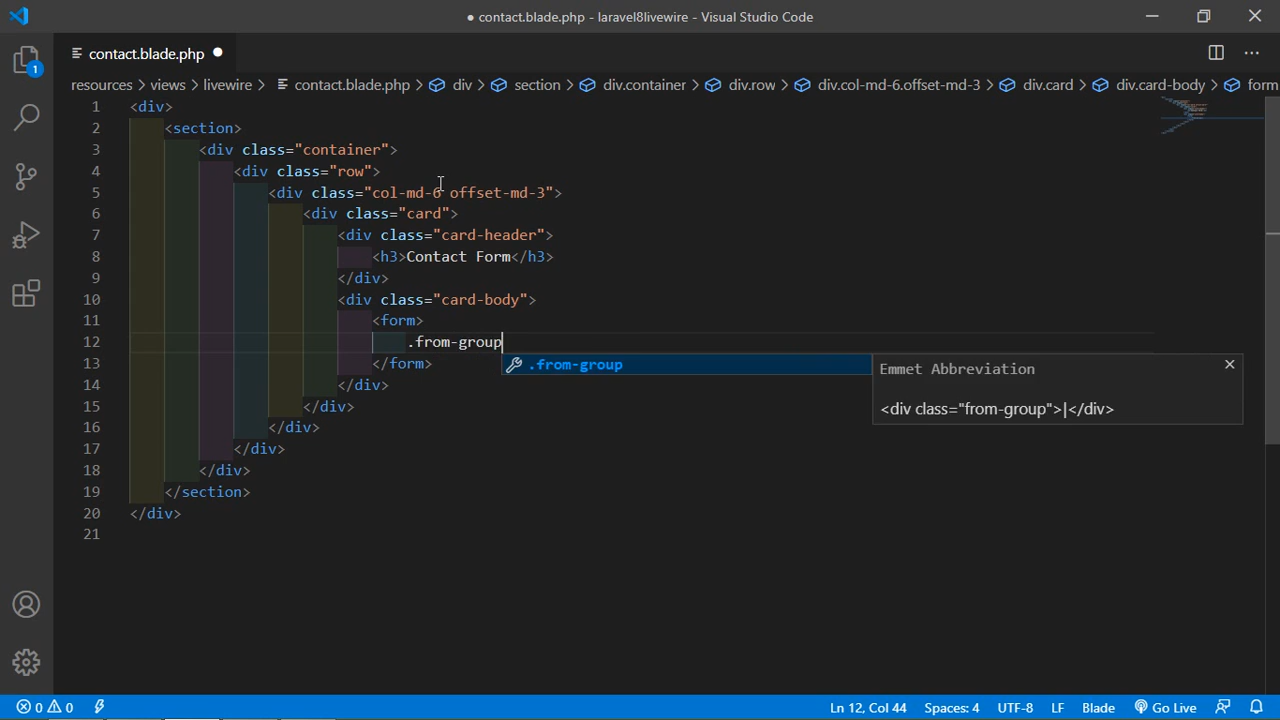 ● contact.blade.php - laravel8livewire - Visual Studio Code
contact.blade.php ●
resources > views > livewire > contact.blade.php > div > section > div.container > div.row > div.col-md-6.offset-md-3 > div.card > div.card-body > form
1 <div>
2 <section>
3 <div class="container">
4 <div class="row">
5 <div class="col-md-6 offset-md-3">
6 <div class="card">
7 <div class="card-header">
8 <h3>Contact Form</h3>
9 </div>
10 <div class="card-body">
11 <form>
12 .from-group
13 </form>
14 </div>
15 </div>
16 </div>
17 </div>
18 </div>
19 </section>
20 </div>
21
.from-group
Emmet Abbreviation
<div class="from-group">|</div>
1
0 0
Ln 12, Col 44 Spaces: 4 UTF-8 LF Blade Go Live